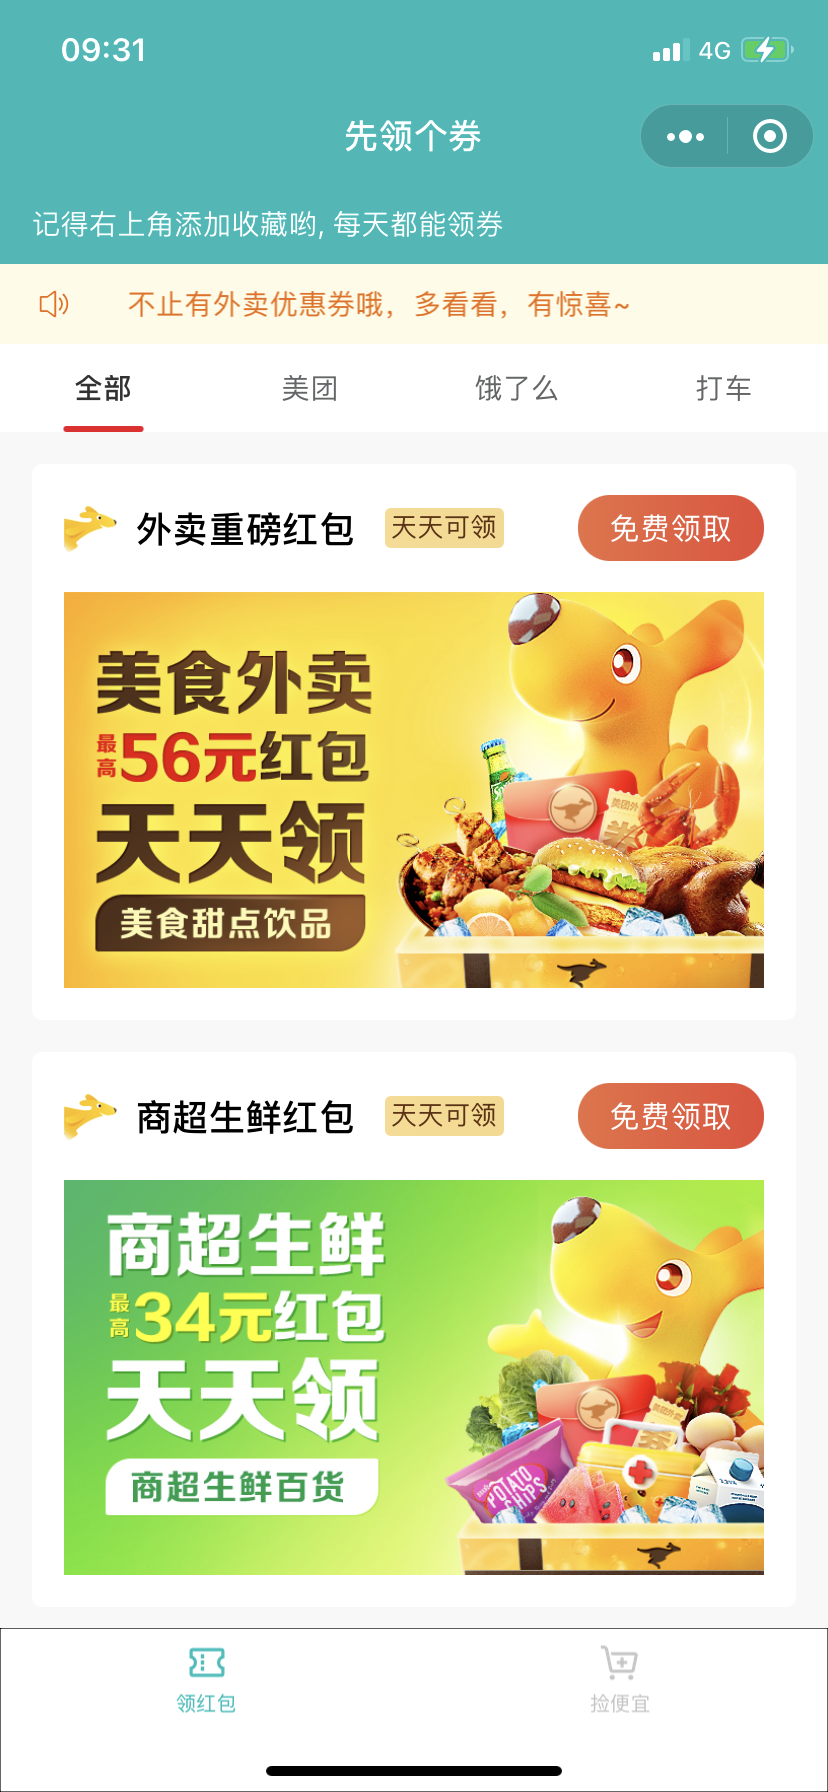 09:31
4G
先领个券
记得右上角添加收藏哟, 每天都能领券
不止有外卖优惠券哦，多看看，有惊喜~
全部 美团 饿了么 打车
外卖重磅红包 天天可领 免费领取
美食外卖
最高56元红包
天天领
美食甜点饮品
美团外
商超生鲜红包 天天可领 免费领取
商超生鲜
最高34元红包
天天领
商超生鲜百货
POTATO
CHIPS
领红包 捡便宜